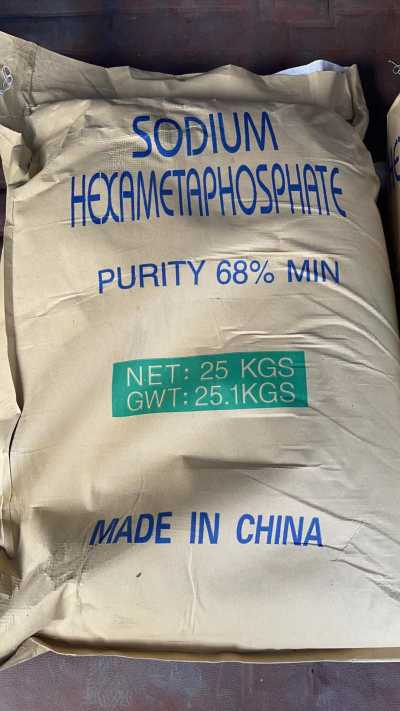 SODIUM
HEXAMETAPHOSPHATE
PURITY 68% MIN
NET: 25 KGS
GWT: 25.1KGS
MADE IN CHINA